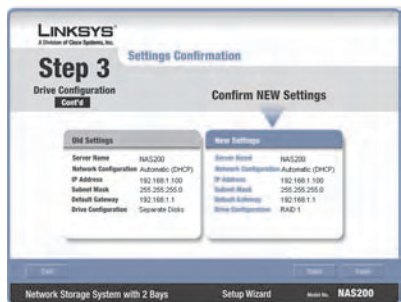 LINKSYS®
A Division of Cisco Systems, Inc.
Settings Confirmation
Step 3
Drive Configuration
Cont'd
Confirm NEW Settings
Old Settings
Server Name NAS200
Network Configuration Automatic (DHCP)
IP Address 192.168.1.100
Subnet Mask 255.255.255.0
Default Gateway 192.168.1.1
Drive Configuration Separate Disks
New Settings
Server Name NAS200
Network Configuration Automatic (DHCP)
IP Address 192.168.1.100
Subnet Mask 255.255.255.0
Default Gateway 192.168.1.1
Drive Configuration RAID 1
Network Storage System with 2 Bays Setup Wizard Model No. NAS200